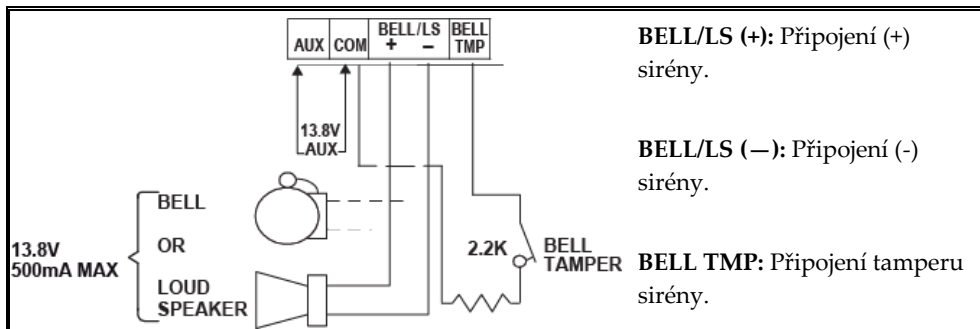 AUX COM BELL/LS + – BELL TMP
13.8V
AUX
BELL
OR
LOUD
SPEAKER
13.8V
500mA MAX
2.2K
BELL
TAMPER
BELL/LS (+): Připojení (+)
sirény.
BELL/LS (—): Připojení (-)
sirény.
BELL TMP: Připojení tamperu
sirény.